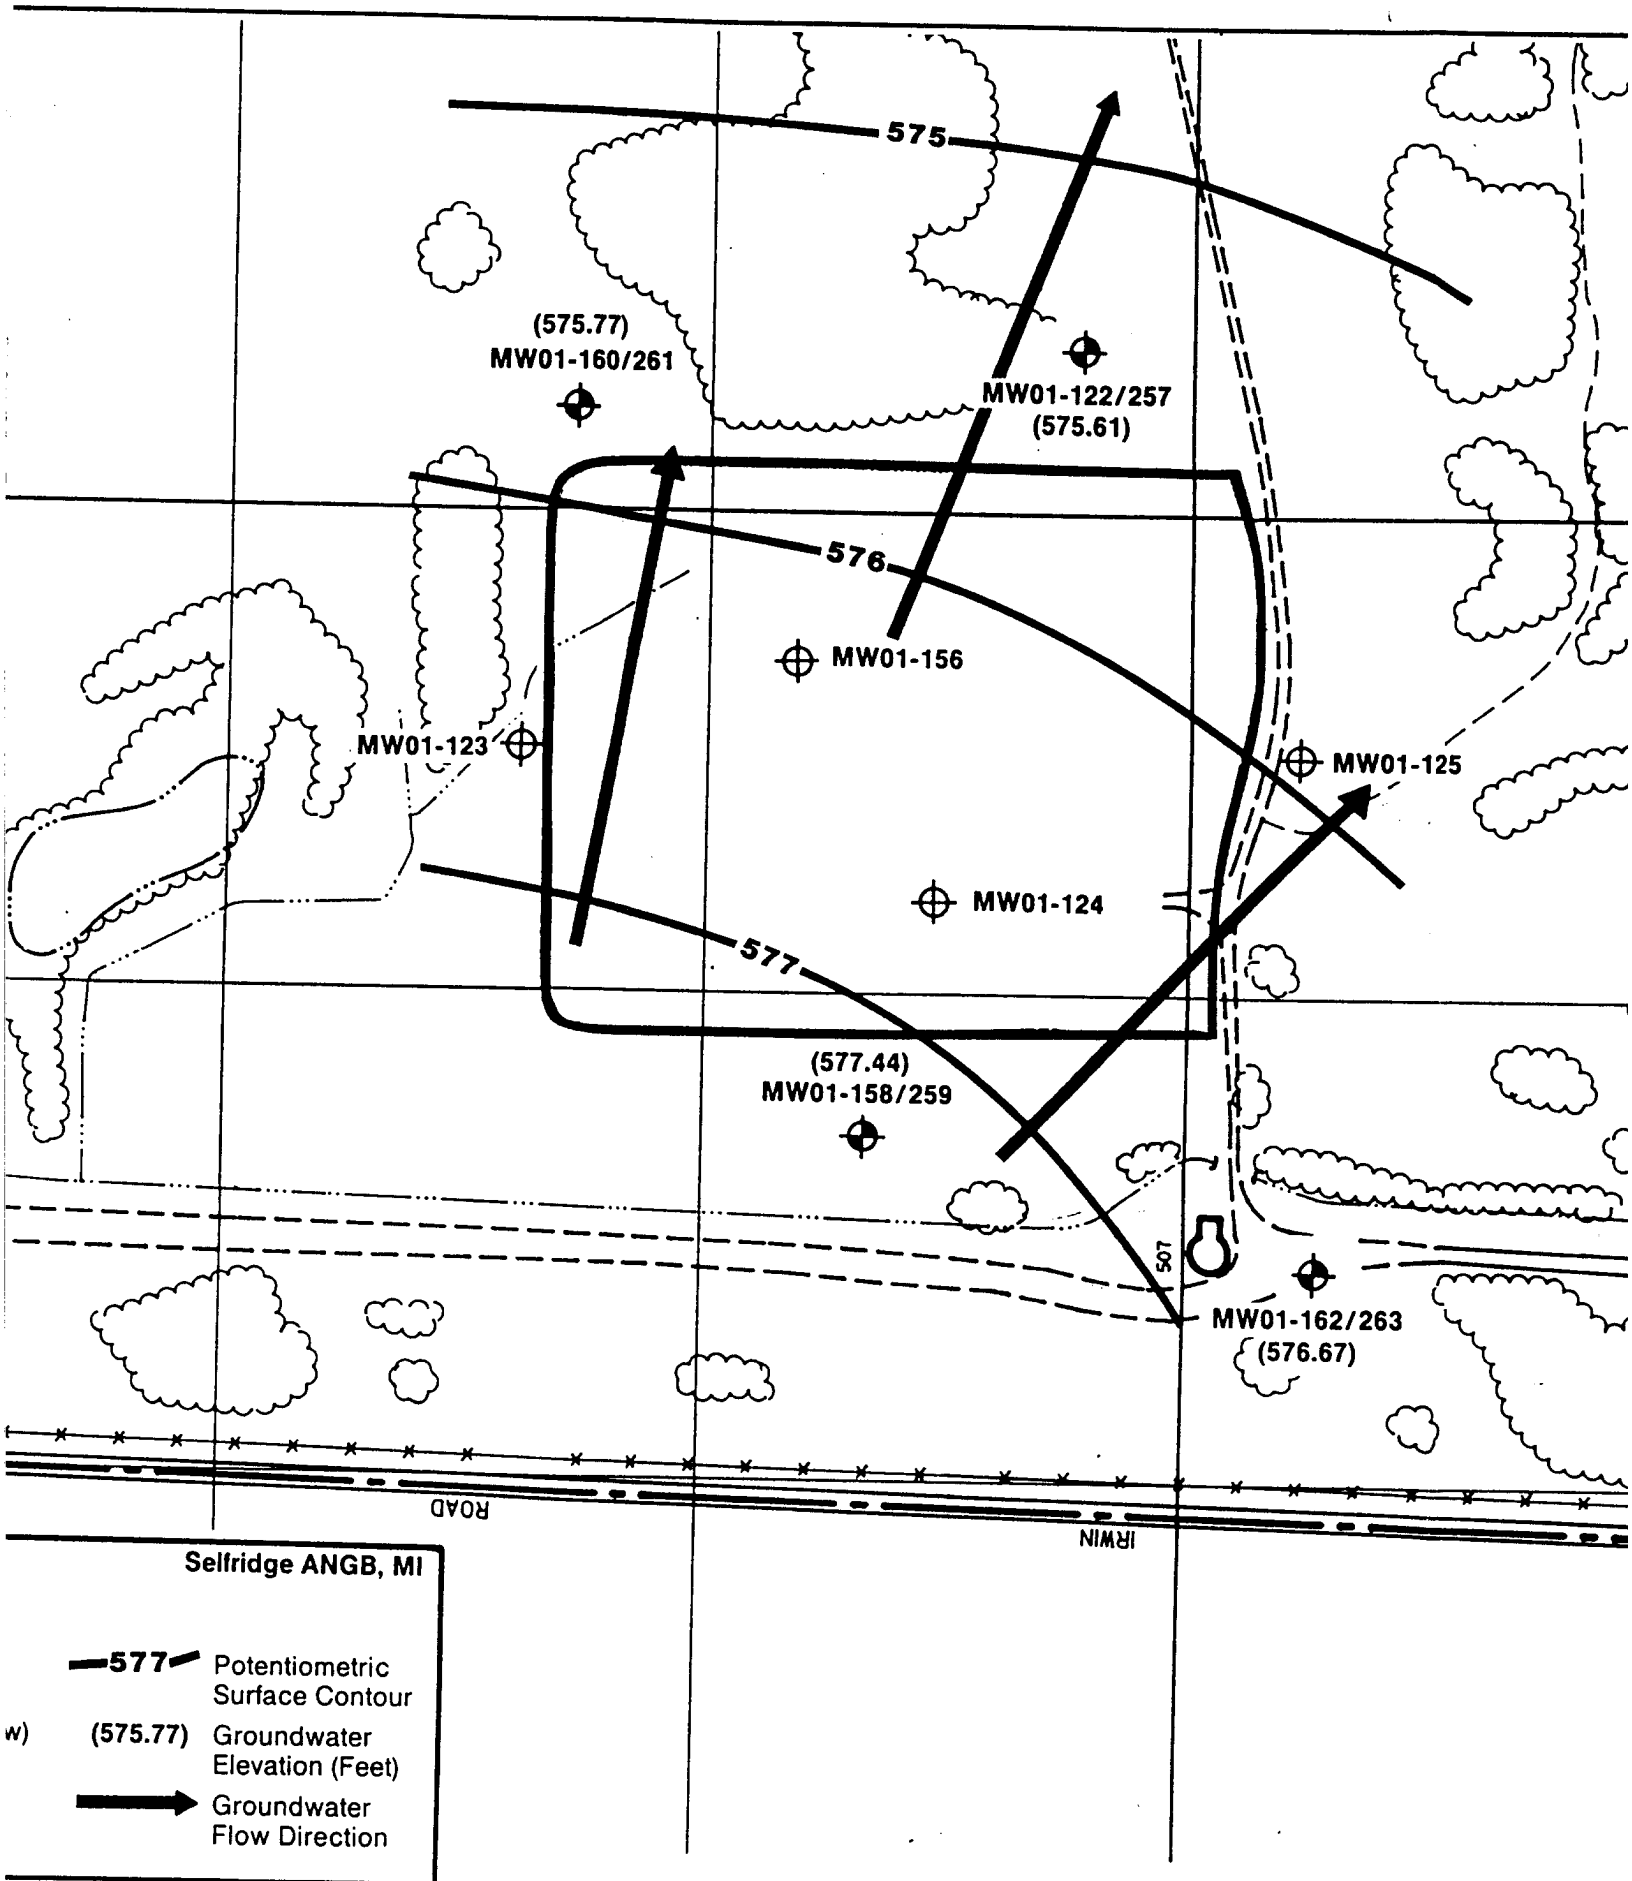 575
(575.77)
MW01-160/261
MW01-122/257
(575.61)
576
MW01-156
MW01-123
MW01-125
MW01-124
577
(577.44)
MW01-158/259
507
MW01-162/263
(576.67)
ROAD
IRWIN
Selfridge ANGB, MI
577
Potentiometric
Surface Contour
w)
(575.77)
Groundwater
Elevation (Feet)
Groundwater
Flow Direction